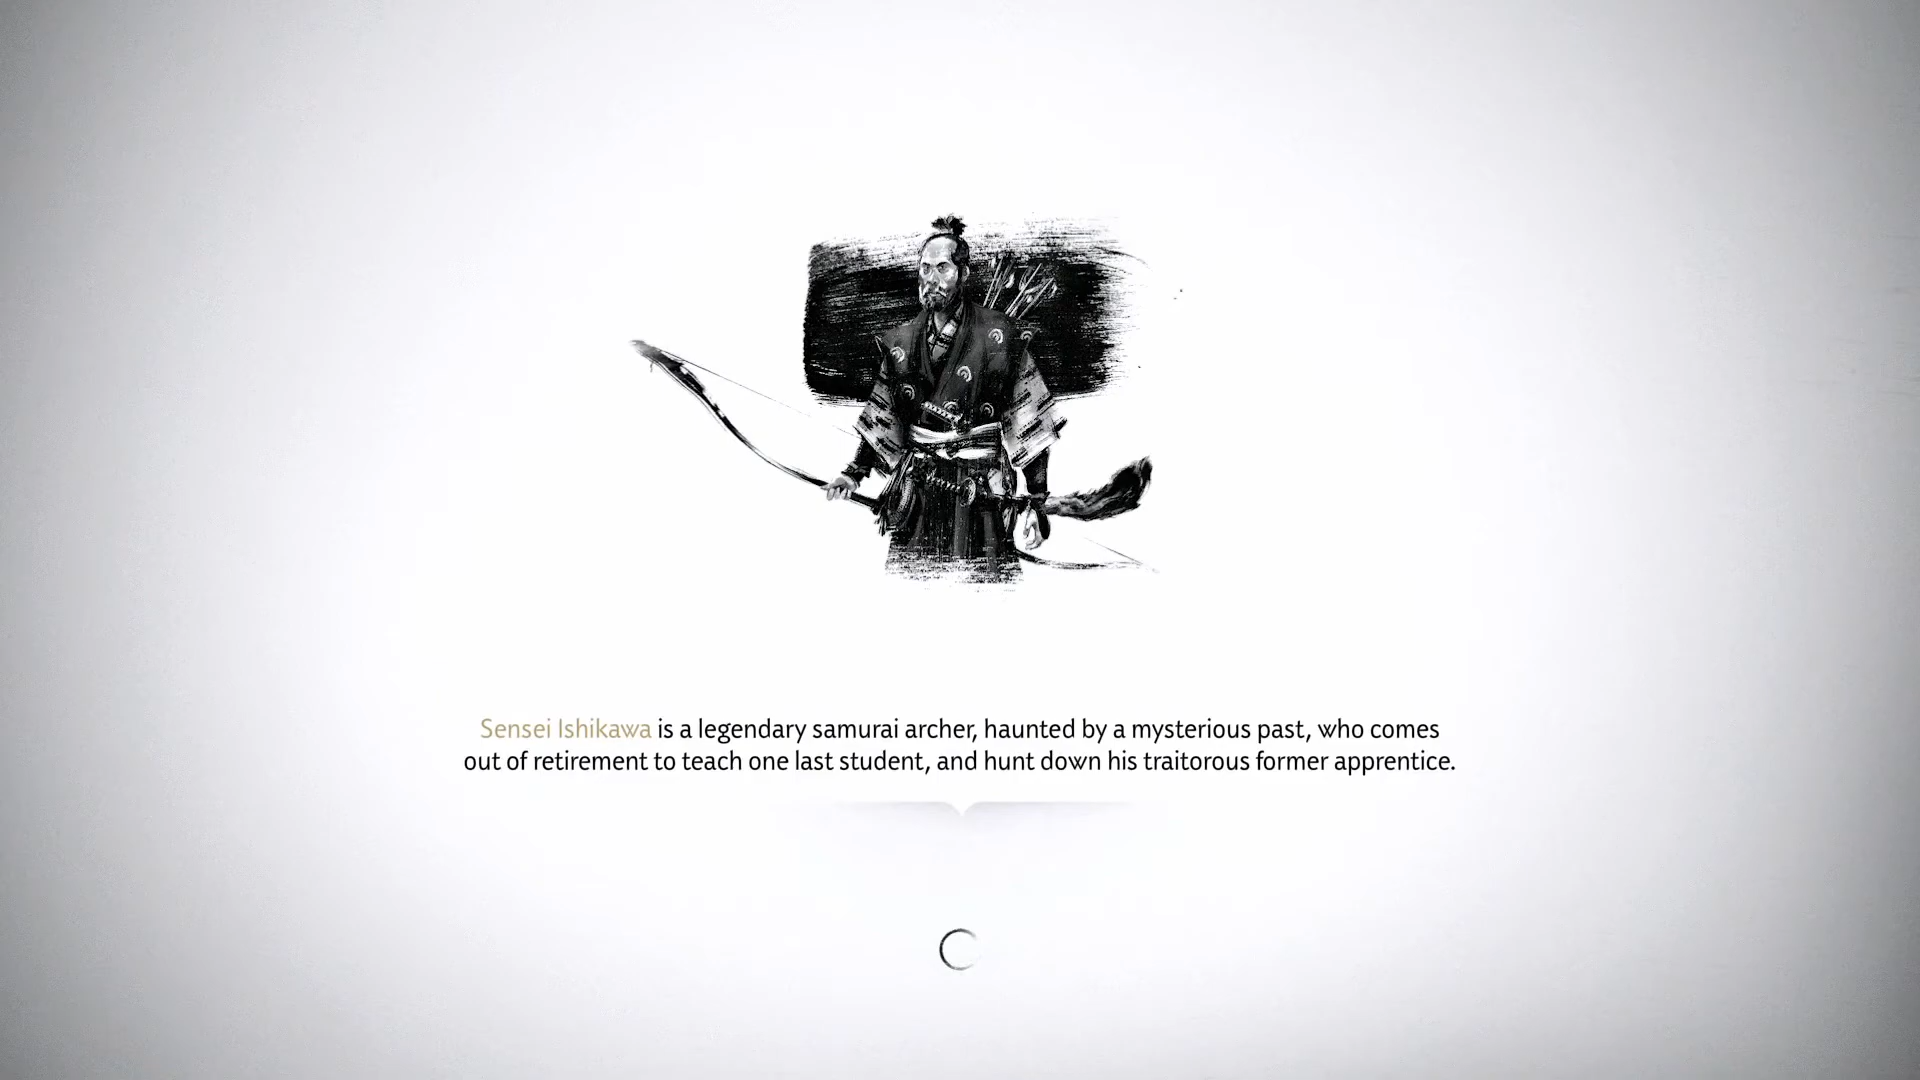 Sensei Ishikawa is a legendary samurai archer, haunted by a mysterious past, who comes
out of retirement to teach one last student, and hunt down his traitorous former apprentice.